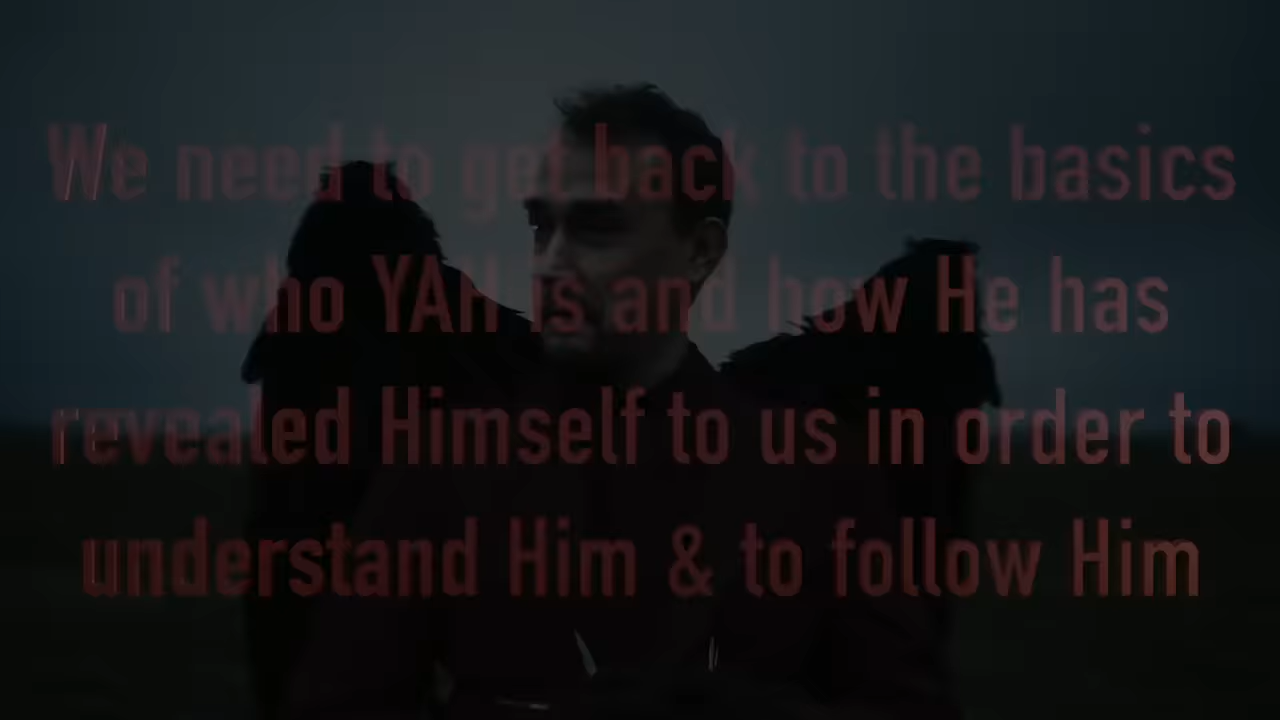 We need to get back to the basics
of who YAH is and how He has
revealed Himself to us in order to
understand Him & to follow Him